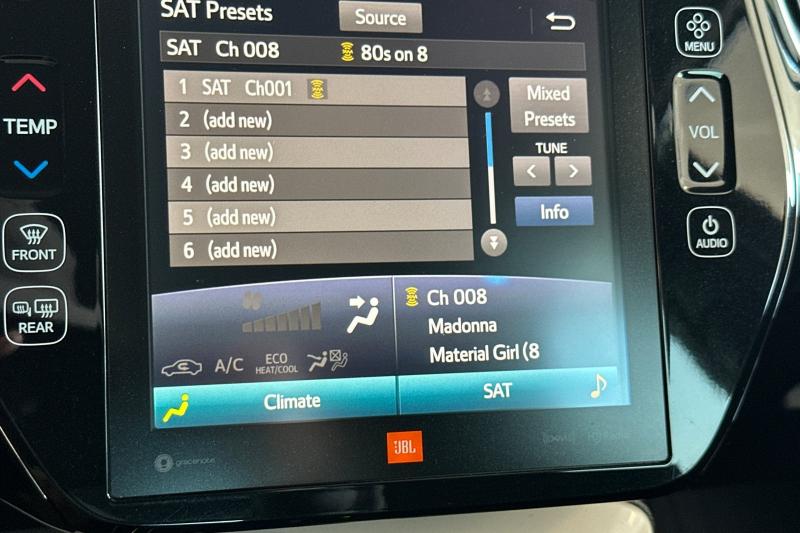 SAT Presets
Source
MENU
SAT Ch 008 80s on 8
1 SAT Ch001
Mixed
Presets
2 (add new)
TEMP
TUNE
VOL
3 (add new)
< >
4 (add new)
5 (add new)
Info
6 (add new)
AUDIO
FRONT
Ch 008
REAR
Madonna
Material Girl (8
A/C
ECO
HEAT/COOL
Climate
SAT
gracenote
JBL